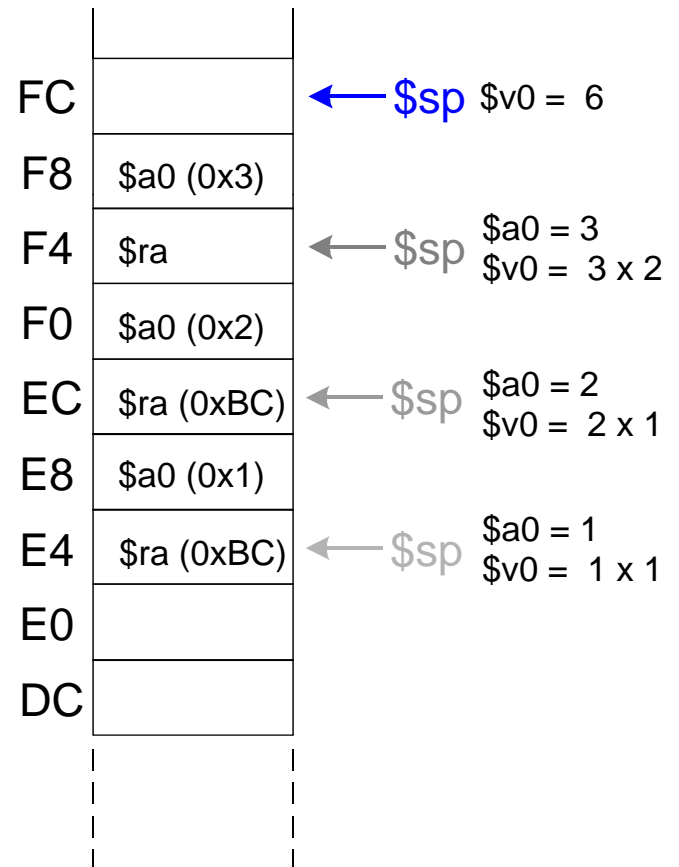 FC $sp $v0 = 6
F8 $a0 (0x3)
F4 $ra $sp $a0 = 3
$v0 = 3 x 2
F0 $a0 (0x2)
EC $ra (0xBC) $sp $a0 = 2
$v0 = 2 x 1
E8 $a0 (0x1)
E4 $ra (0xBC) $sp $a0 = 1
$v0 = 1 x 1
E0
DC